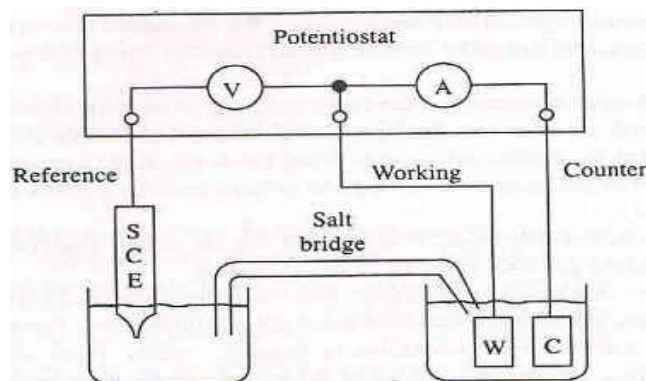 Potentiostat
V
A
Reference
Working
Counter
Salt
bridge
S
C
E
W
C